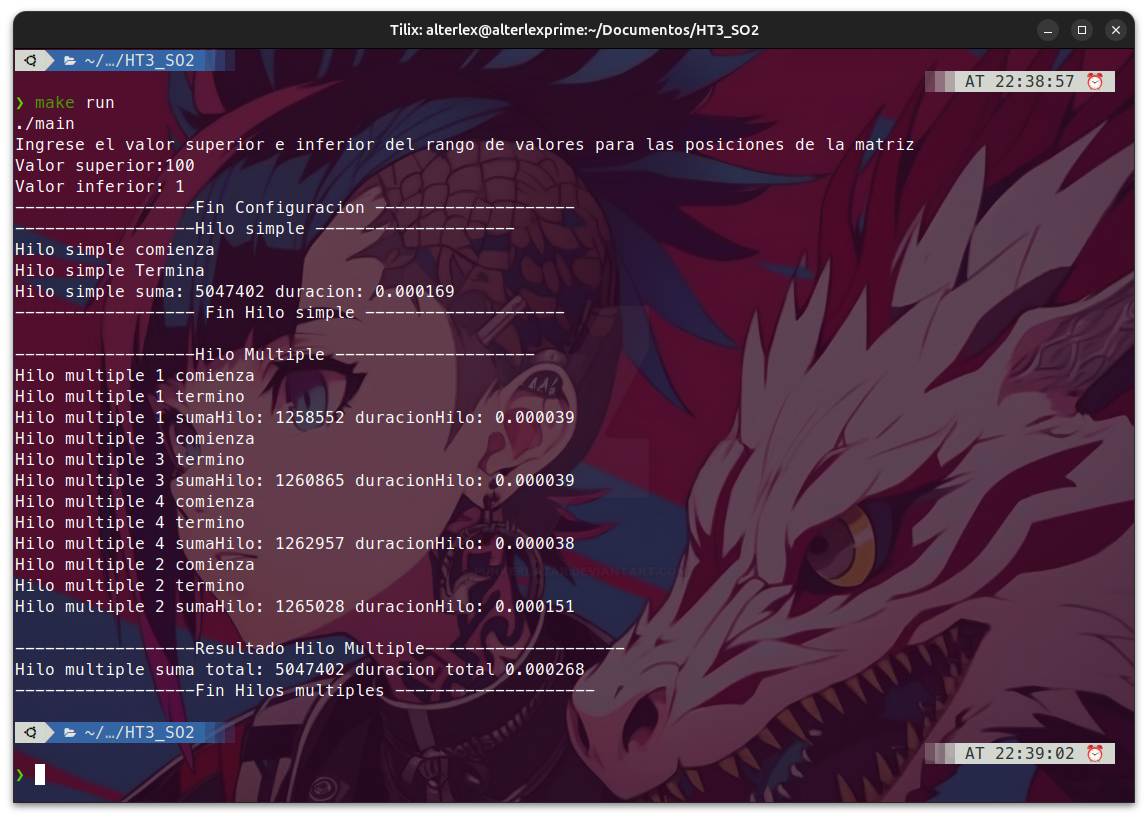 Tilix: alterlex@alterlexprime:~/Documentos/HT3_SO2
~/…/HT3_SO2
AT 22:38:57
❯ make run
./main
Ingrese el valor superior e inferior del rango de valores para las posiciones de la matriz
Valor superior:100
Valor inferior: 1
------------------Fin Configuracion --------------------
------------------Hilo simple --------------------
Hilo simple comienza
Hilo simple Termina
Hilo simple suma: 5047402 duracion: 0.000169
------------------ Fin Hilo simple --------------------
------------------Hilo Multiple --------------------
Hilo multiple 1 comienza
Hilo multiple 1 termino
Hilo multiple 1 sumaHilo: 1258552 duracionHilo: 0.000039
Hilo multiple 3 comienza
Hilo multiple 3 termino
Hilo multiple 3 sumaHilo: 1260865 duracionHilo: 0.000039
Hilo multiple 4 comienza
Hilo multiple 4 termino
Hilo multiple 4 sumaHilo: 1262957 duracionHilo: 0.000038
Hilo multiple 2 comienza
Hilo multiple 2 termino
Hilo multiple 2 sumaHilo: 1265028 duracionHilo: 0.000151
------------------Resultado Hilo Multiple--------------------
Hilo multiple suma total: 5047402 duracion total 0.000268
------------------Fin Hilos multiples --------------------
~/…/HT3_SO2
AT 22:39:02
❯